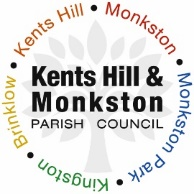 Kents Hill • Monkston • Monkston Park • Kingston • Brinklow •
Kents Hill &
Monkston
PARISH COUNCIL